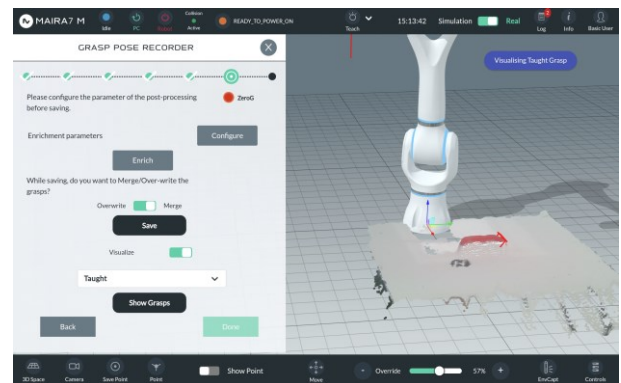 MAIRA7 M
Idle
PC
Output
Collision
Active
READY_TO_POWER_ON
Teach
15:13:42
Simulation
Real
Log
Info
Basic User
GRASP POSE RECORDER
Visualising Taught Grasp
Please configure the parameter of the post-processing
before saving.
ZeroG
Enrichment parameters
Configure
Enrich
While saving, do you want to Merge/Over-write the
grasps?
Overwrite
Merge
Save
Visualize
Taught
Show Grasps
Back
Done
3D Space
Camera
Save Point
Point
Show Point
Move
- Override 57% +
EnvCapt
Controls